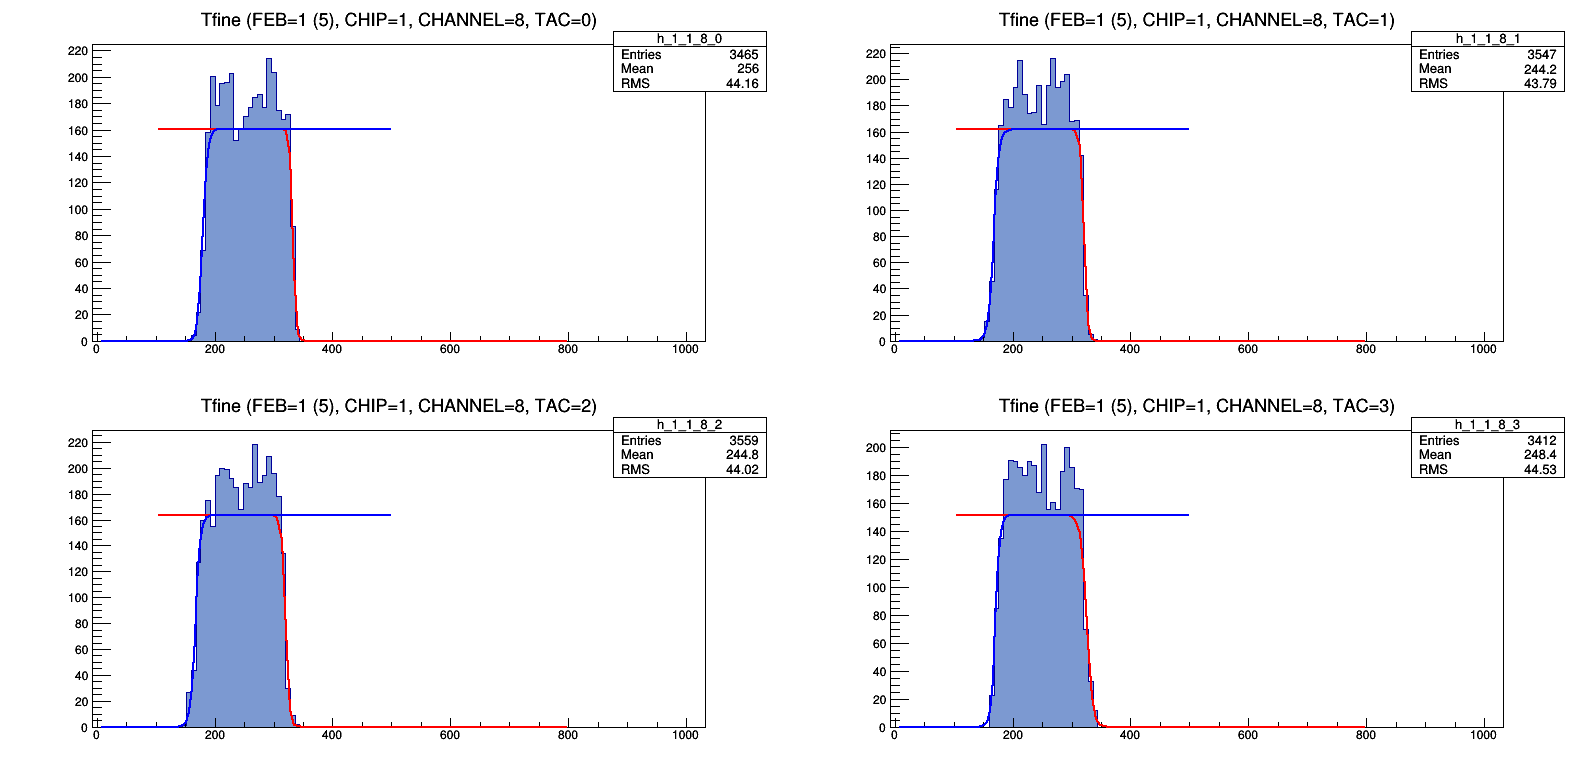 Tfine (FEB=1 (5), CHIP=1, CHANNEL=8, TAC=0)
h_1_1_8_0
Entries 3465
Mean 256
RMS 44.16
220
200
180
160
140
120
100
80
60
40
20
0
0 200 400 600 800 1000
Tfine (FEB=1 (5), CHIP=1, CHANNEL=8, TAC=1)
h_1_1_8_1
Entries 3547
Mean 244.2
RMS 43.79
220
200
180
160
140
120
100
80
60
40
20
0
0 200 400 600 800 1000
Tfine (FEB=1 (5), CHIP=1, CHANNEL=8, TAC=2)
h_1_1_8_2
Entries 3559
Mean 244.8
RMS 44.02
220
200
180
160
140
120
100
80
60
40
20
0
0 200 400 600 800 1000
Tfine (FEB=1 (5), CHIP=1, CHANNEL=8, TAC=3)
h_1_1_8_3
Entries 3412
Mean 248.4
RMS 44.53
200
180
160
140
120
100
80
60
40
20
0
0 200 400 600 800 1000